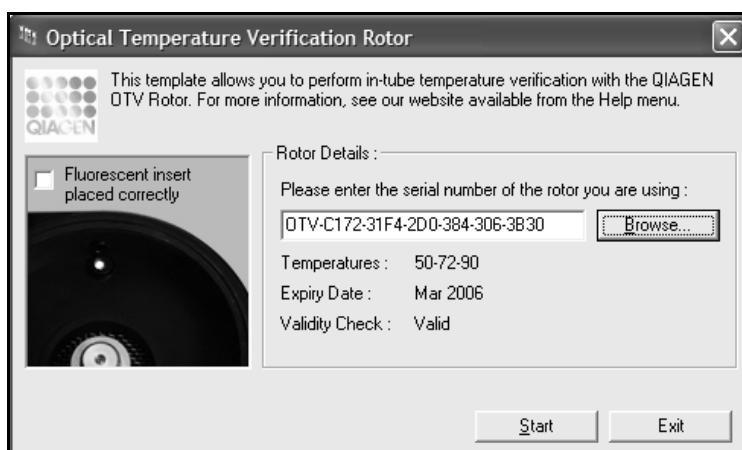 Optical Temperature Verification Rotor
This template allows you to perform in-tube temperature verification with the QIAGEN
OTV Rotor. For more information, see our website available from the Help menu.
QIAGEN
Fluorescent insert
placed correctly
Rotor Details :
Please enter the serial number of the rotor you are using :
OTV-C172-31F4-2D0-384-306-3B30
Browse...
Temperatures : 50-72-90
Expiry Date : Mar 2006
Validity Check : Valid
Start Exit